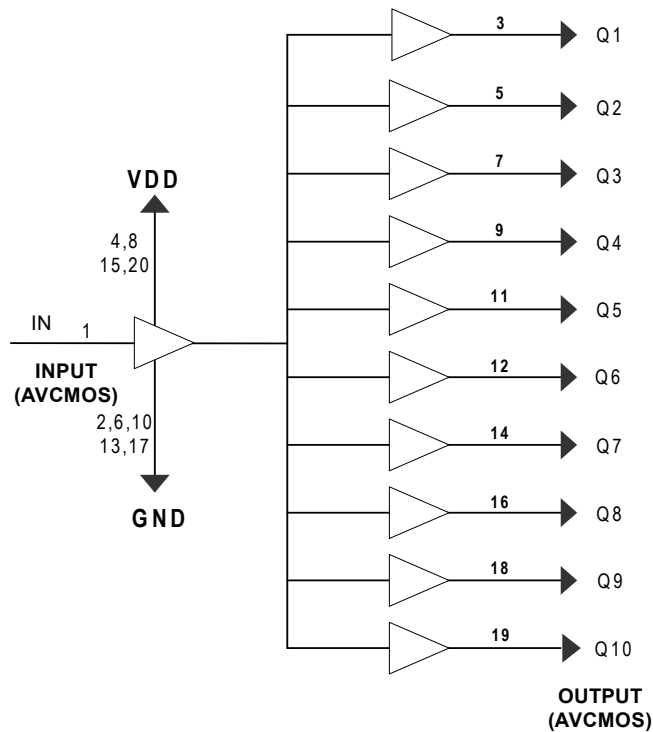 3 Q1
5 Q2
7 Q3
VDD
4,8
15,20
9 Q4
11 Q5
IN 1
INPUT
(AVCMOS)
12 Q6
2,6,10
13,17
14 Q7
GND
16 Q8
18 Q9
19 Q10
OUTPUT
(AVCMOS)